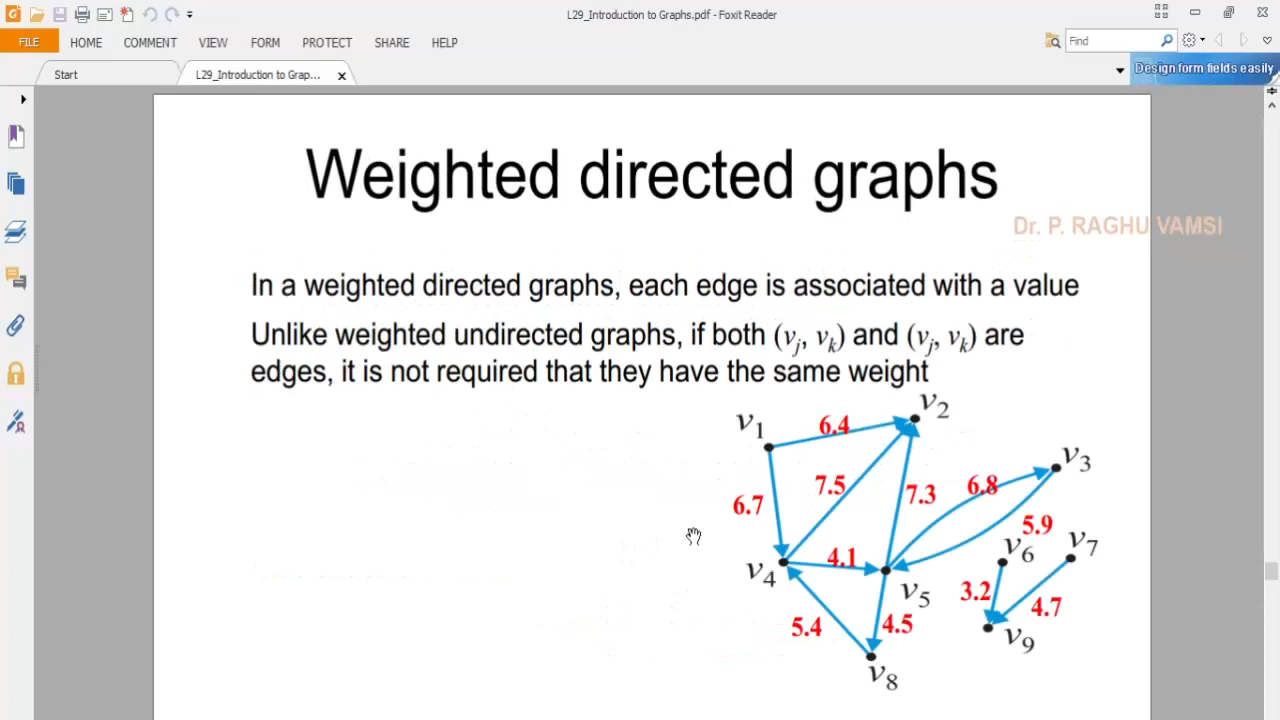 L29_Introduction to Graphs.pdf - Foxit Reader
FILE HOME COMMENT VIEW FORM PROTECT SHARE HELP
Find
Start L29_Introduction to Grap... x
Design form fields easily
Weighted directed graphs
Dr. P. RAGHU VAMSI
In a weighted directed graphs, each edge is associated with a value
Unlike weighted undirected graphs, if both (vj, vk) and (vj, vk) are
edges, it is not required that they have the same weight
v2
v1 6.4
v3
7.5 7.3 6.8
6.7
5.9
v6 v7
4.1
v4
v5 3.2
4.7
5.4 4.5
v9
v8